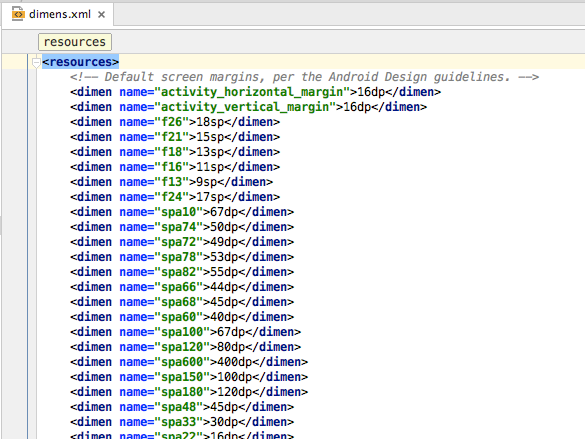 dimens.xml
resources
<resources>
<!-- Default screen margins, per the Android Design guidelines. -->
<dimen name="activity_horizontal_margin">16dp</dimen>
<dimen name="activity_vertical_margin">16dp</dimen>
<dimen name="f26">18sp</dimen>
<dimen name="f21">15sp</dimen>
<dimen name="f18">13sp</dimen>
<dimen name="f16">11sp</dimen>
<dimen name="f13">9sp</dimen>
<dimen name="f24">17sp</dimen>
<dimen name="spa10">67dp</dimen>
<dimen name="spa74">50dp</dimen>
<dimen name="spa72">49dp</dimen>
<dimen name="spa78">53dp</dimen>
<dimen name="spa82">55dp</dimen>
<dimen name="spa66">44dp</dimen>
<dimen name="spa68">45dp</dimen>
<dimen name="spa60">40dp</dimen>
<dimen name="spa100">67dp</dimen>
<dimen name="spa120">80dp</dimen>
<dimen name="spa600">400dp</dimen>
<dimen name="spa150">100dp</dimen>
<dimen name="spa180">120dp</dimen>
<dimen name="spa48">45dp</dimen>
<dimen name="spa33">30dp</dimen>
<dimen name="spa22">16dp</dimen>